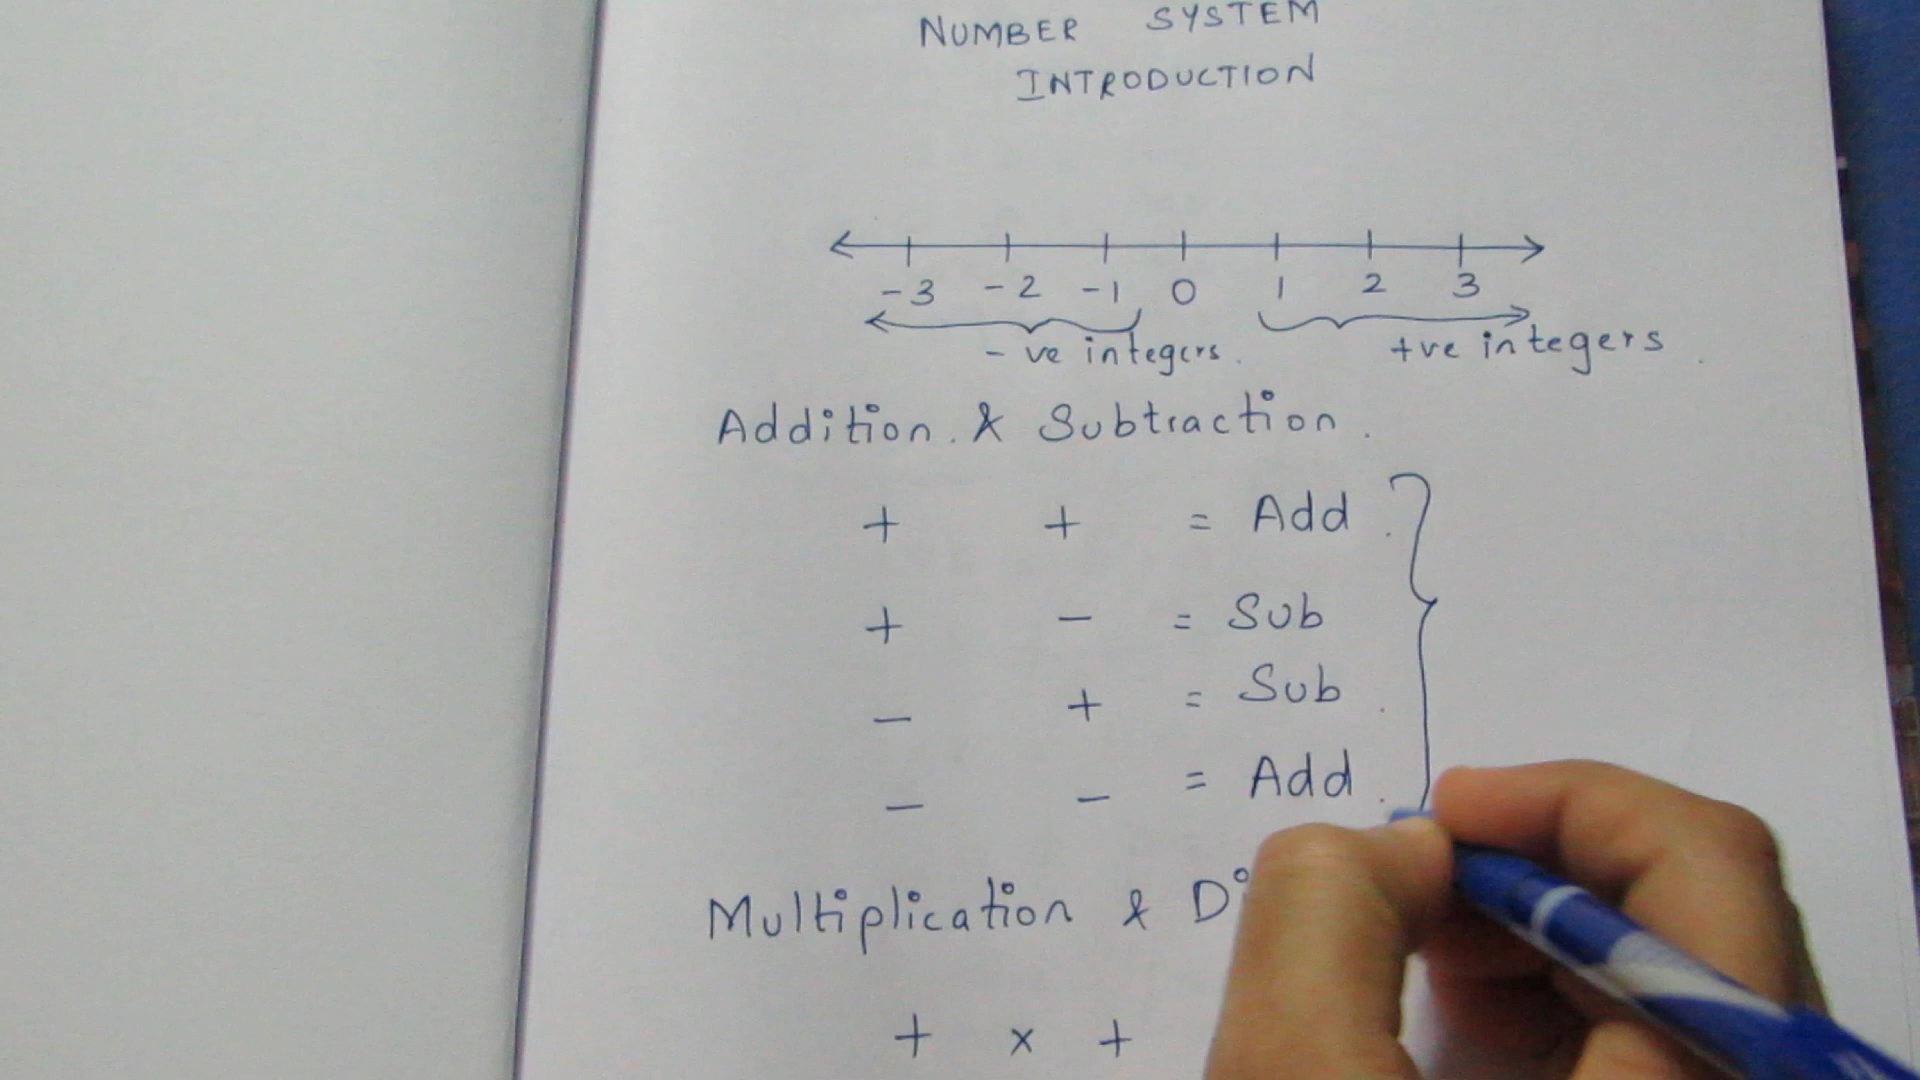 NUMBER SYSTEM
INTRODUCTION
-3 -2 -1 0 1 2 3
- ve integers. +ve integers
Addition & Subtraction.
+ + = Add
+ - = Sub
- + = Sub
- - = Add
Multiplication &
+ x +